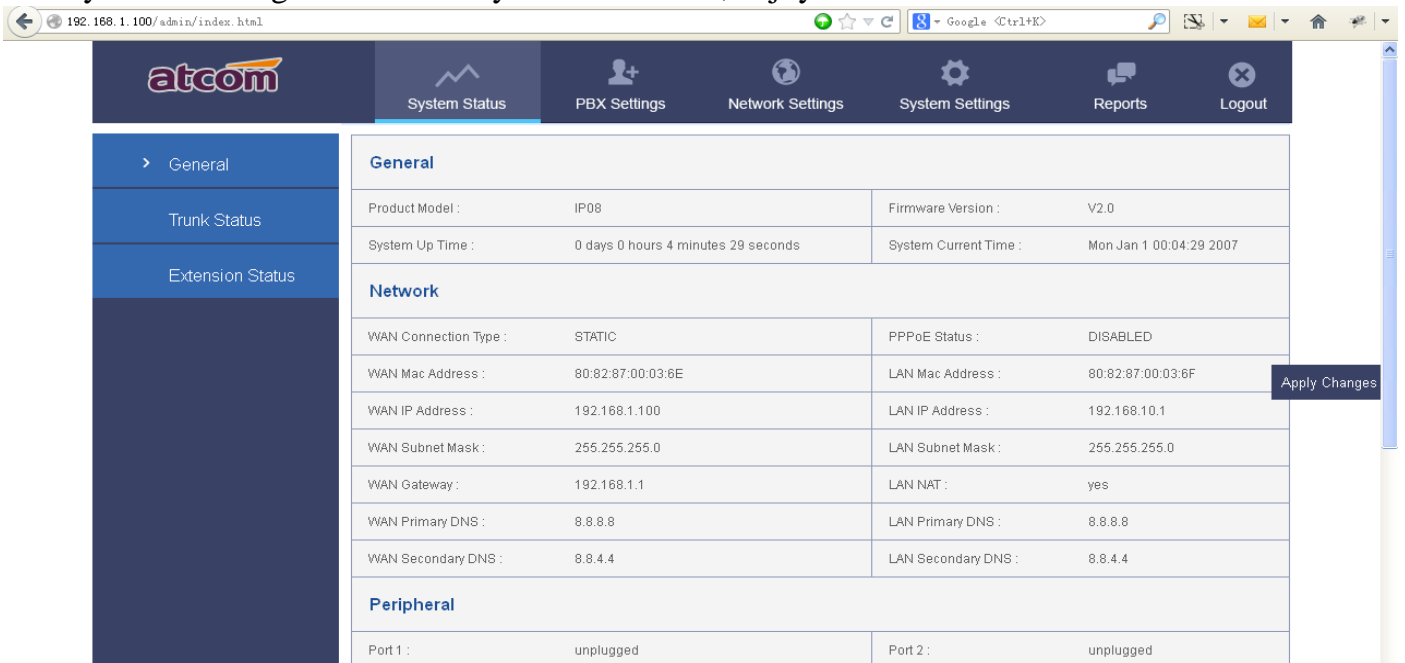 192.168.1.100/admin/index.html
Google <Ctrl+K>
atcom
System Status
PBX Settings
Network Settings
System Settings
Reports
Logout
General
Trunk Status
Extension Status
General
Product Model : IP08 Firmware Version : V2.0
System Up Time : 0 days 0 hours 4 minutes 29 seconds System Current Time : Mon Jan 1 00:04:29 2007
Network
WAN Connection Type : STATIC PPPoE Status : DISABLED
WAN Mac Address : 80:82:87:00:03:6E LAN Mac Address : 80:82:87:00:03:6F
WAN IP Address : 192.168.1.100 LAN IP Address : 192.168.10.1
WAN Subnet Mask : 255.255.255.0 LAN Subnet Mask : 255.255.255.0
WAN Gateway : 192.168.1.1 LAN NAT : yes
WAN Primary DNS : 8.8.8.8 LAN Primary DNS : 8.8.8.8
WAN Secondary DNS : 8.8.4.4 LAN Secondary DNS : 8.8.4.4
Peripheral
Port 1 : unplugged Port 2 : unplugged
Apply Changes